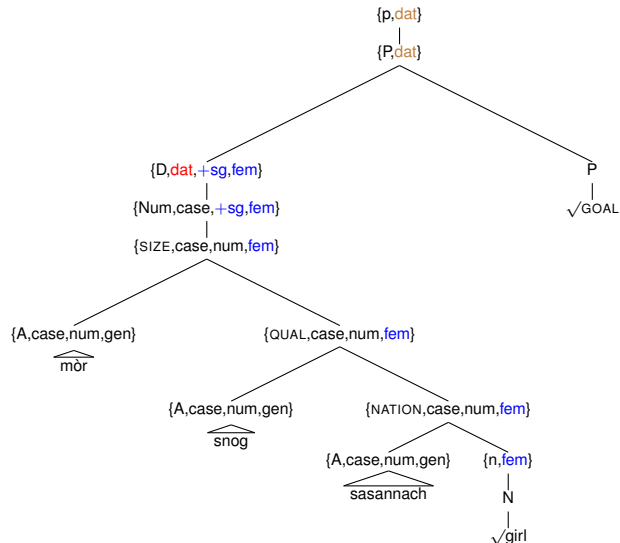 {p,dat}
{P,dat}
{D,dat,+sg,fem} P
{Num,case,+sg,fem} √GOAL
{SIZE,case,num,fem}
{A,case,num,gen} {QUAL,case,num,fem}
mòr
{A,case,num,gen} {NATION,case,num,fem}
snog
{A,case,num,gen} {n,fem}
sasannach N
√girl